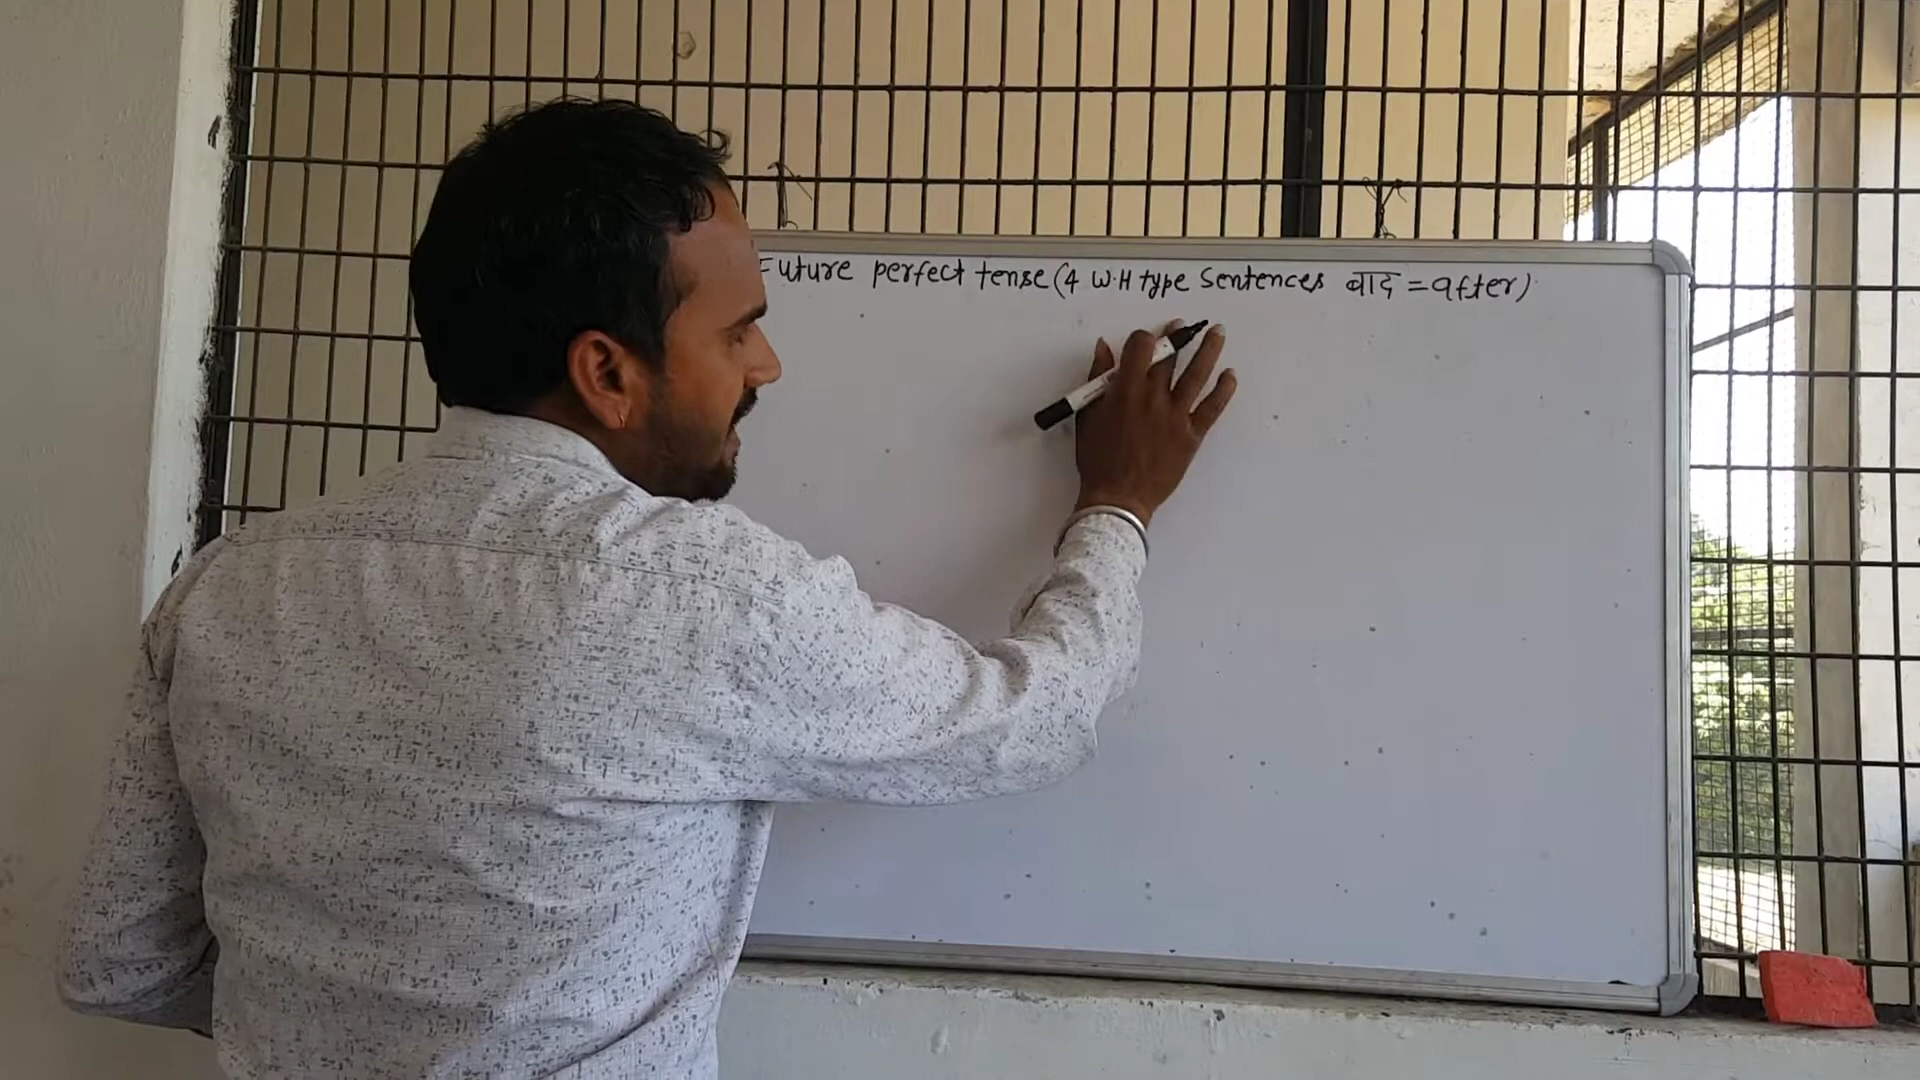 Future perfect tense (4 W.H type Sentences बाद = after)